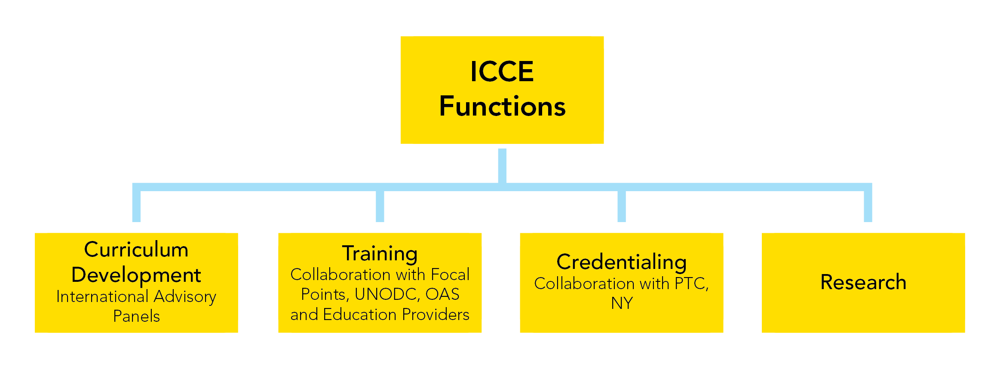 ICCE
Functions
Curriculum
Development
International Advisory
Panels
Training
Collaboration with Focal
Points, UNODC, OAS
and Education Providers
Credentialing
Collaboration with PTC,
NY
Research